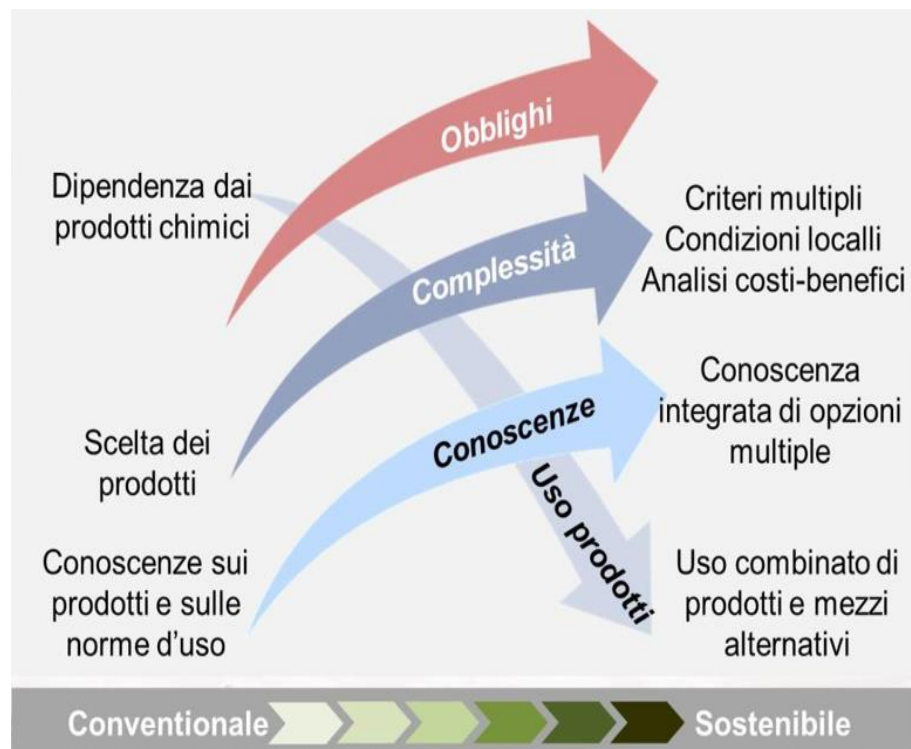 Obblighi
Dipendenza dai
prodotti chimici
Criteri multipli
Condizioni localli
Analisi costi-benefici
Complessità
Conoscenza
integrata di opzioni
multiple
Conoscenze
Scelta dei
prodotti
Uso prodotti
Conoscenze sui
prodotti e sulle
norme d'uso
Uso combinato di
prodotti e mezzi
alternativi
Conventionale
Sostenibile